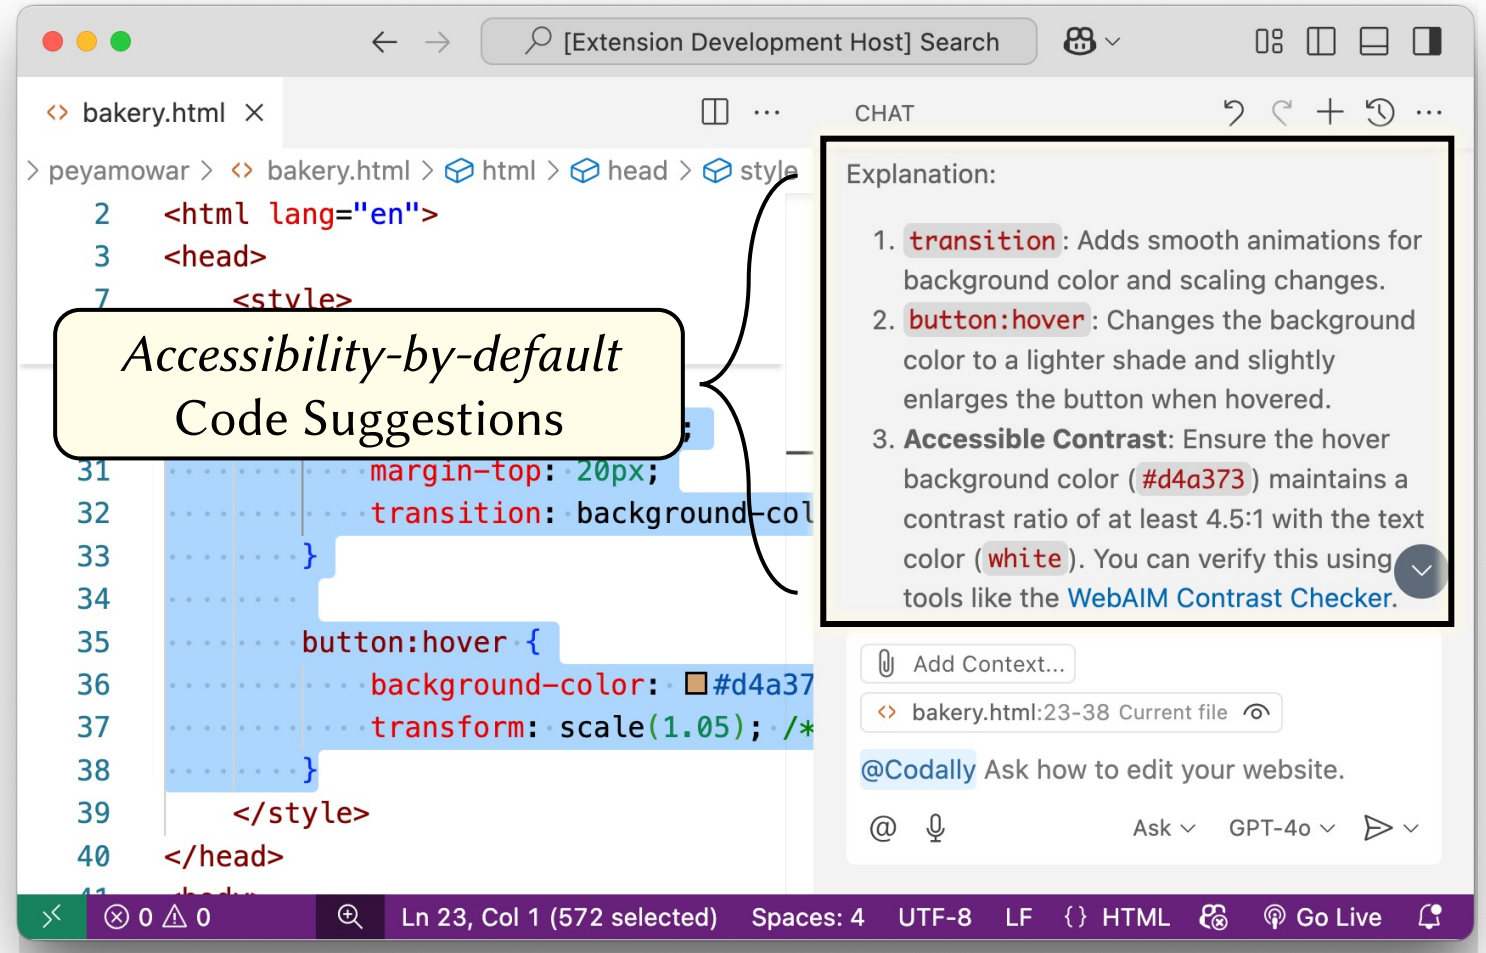 [Extension Development Host] Search
bakery.html
CHAT
peyamowar > bakery.html > html > head > style
2 <html lang="en">
3 <head>
7 <style>
Accessibility-by-default
Code Suggestions
;
31 margin-top: 20px;
32 transition: background-col
33 }
34
35 button:hover {
36 background-color: #d4a37
37 transform: scale(1.05); /*
38 }
39 </style>
40 </head>
Explanation:
1. transition: Adds smooth animations for
background color and scaling changes.
2. button:hover: Changes the background
color to a lighter shade and slightly
enlarges the button when hovered.
3. Accessible Contrast: Ensure the hover
background color (#d4a373) maintains a
contrast ratio of at least 4.5:1 with the text
color (white). You can verify this using
tools like the WebAIM Contrast Checker.
Add Context...
bakery.html:23-38 Current file
@Codally Ask how to edit your website.
@ Ask GPT-4o
0 0 Ln 23, Col 1 (572 selected) Spaces: 4 UTF-8 LF {} HTML Go Live